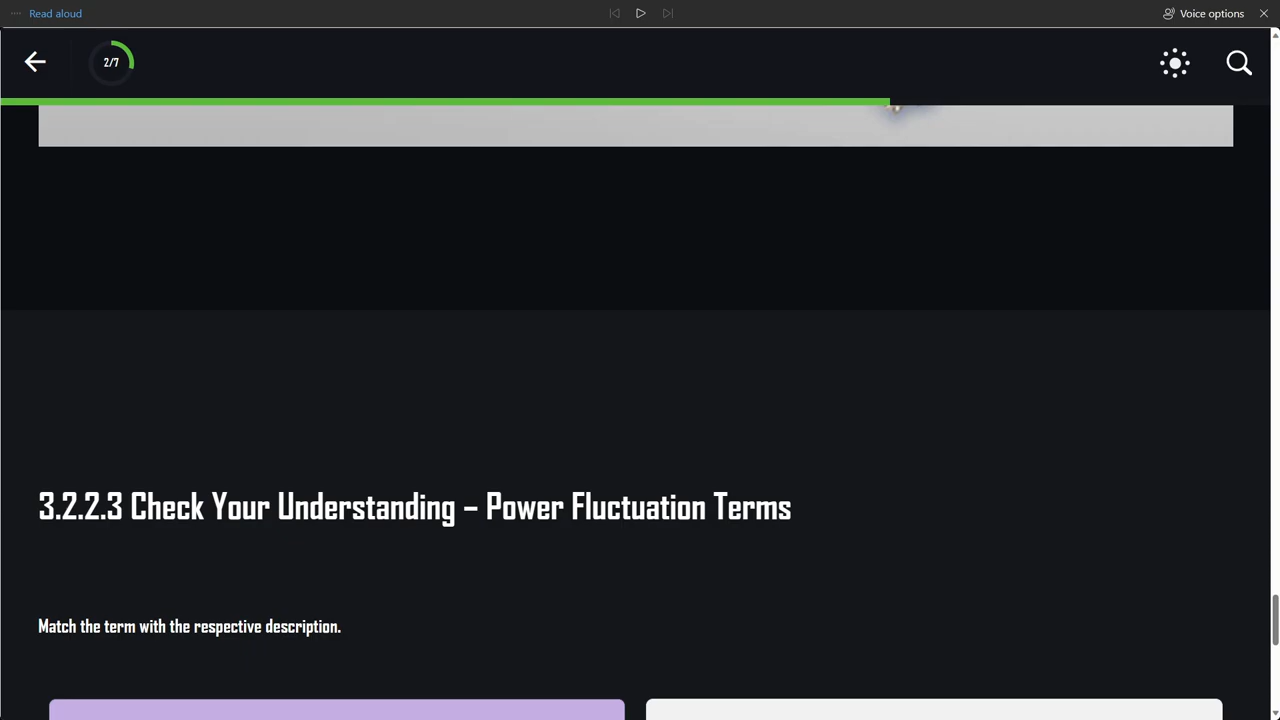 Read aloud
Voice options
2/7
3.2.2.3 Check Your Understanding – Power Fluctuation Terms
Match the term with the respective description.